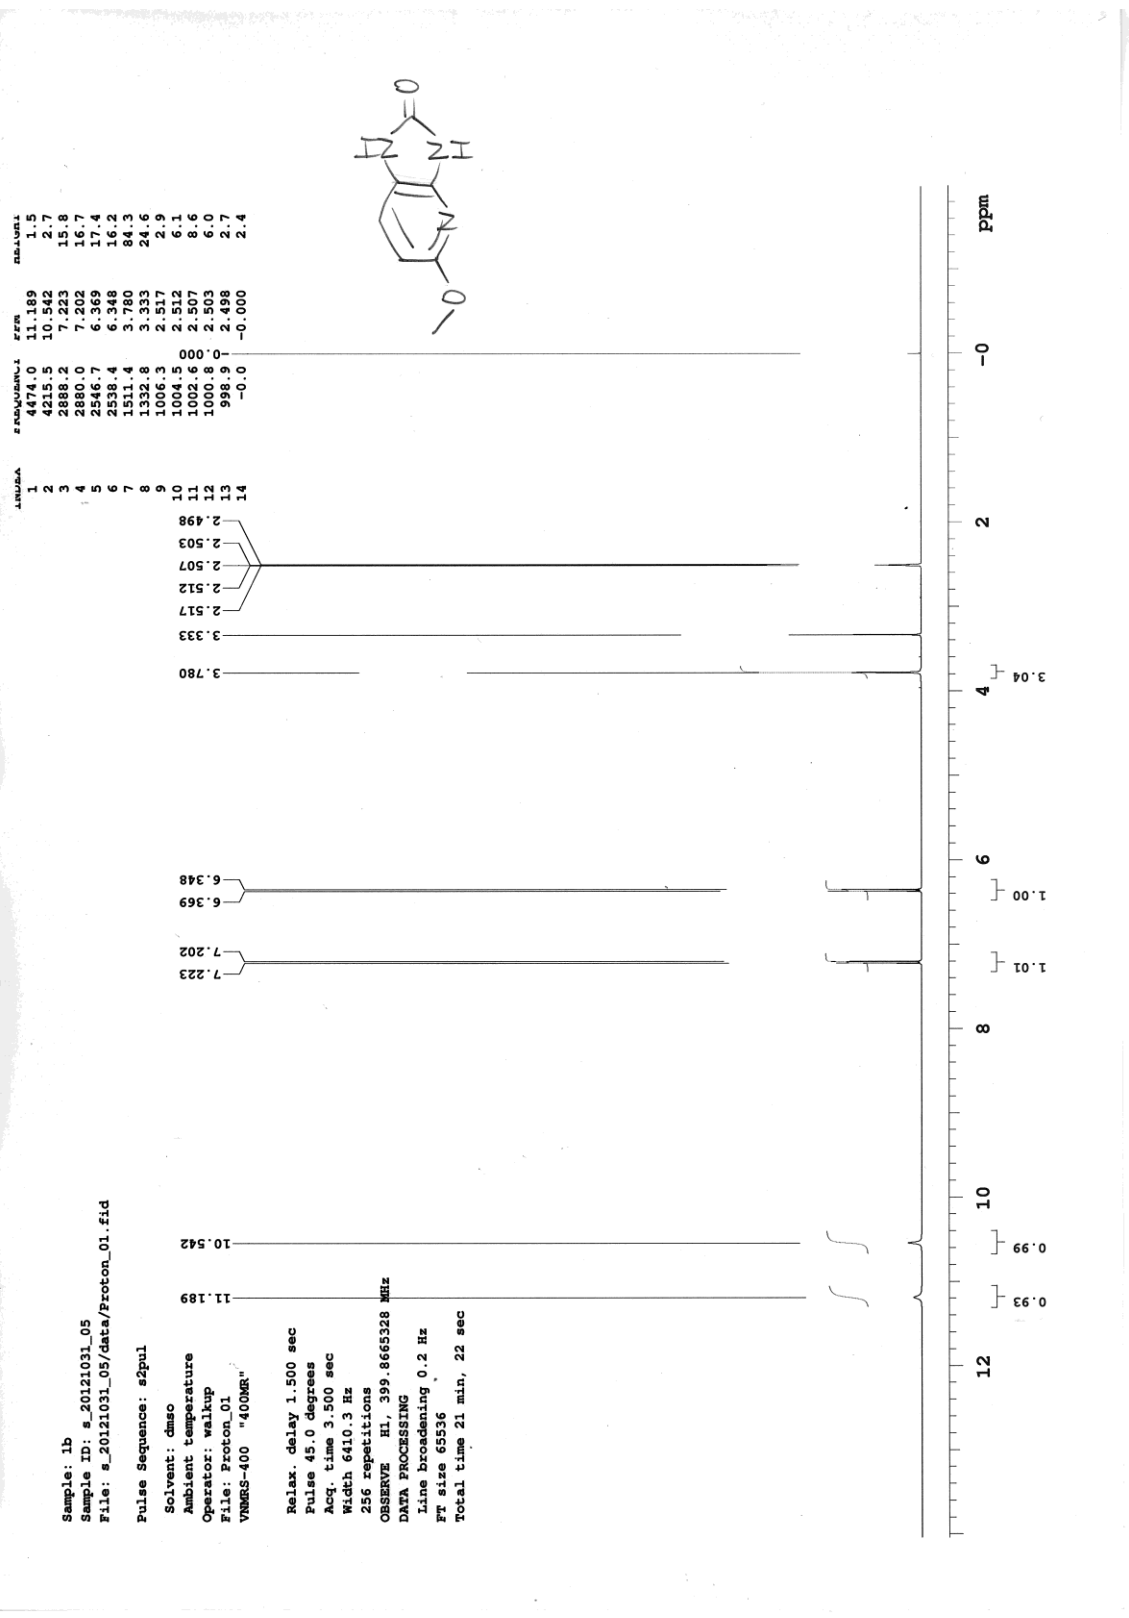 Sample: 1b
Sample ID: s_20121031_05
File: s_20121031_05/data/Proton_01.fid
Pulse Sequence: s2pul
Solvent: dmso
Ambient temperature
Operator: walkup
File: Proton_01
VNMRS-400 "400MR"
Relax. delay 1.500 sec
Pulse 45.0 degrees
Acq. time 3.500 sec
Width 6410.3 Hz
256 repetitions
OBSERVE H1, 399.8665328 MHz
DATA PROCESSING
Line broadening 0.2 Hz
FT size 65536
Total time 21 min, 22 sec
INDEX FREQUENCY PPM HEIGHT
1 4474.0 11.189 1.5
2 4215.5 10.542 2.7
3 2888.2 7.223 15.8
4 2880.0 7.202 16.7
5 2546.7 6.369 17.4
6 2538.4 6.348 16.2
7 1511.4 3.780 84.3
8 1332.8 3.333 24.6
9 1006.3 2.517 2.9
10 1004.5 2.512 6.1
11 1002.6 2.507 8.6
12 1000.8 2.503 6.0
13 998.9 2.498 2.7
14 -0.0 -0.000 2.4
O
HN
NH
N
O
11.189
10.542
7.223
7.202
6.369
6.348
3.780
3.333
2.517
2.512
2.507
2.503
2.498
-0.000
12 10 8 6 4 2 -0 ppm
0.93 0.99 1.01 1.00 3.04